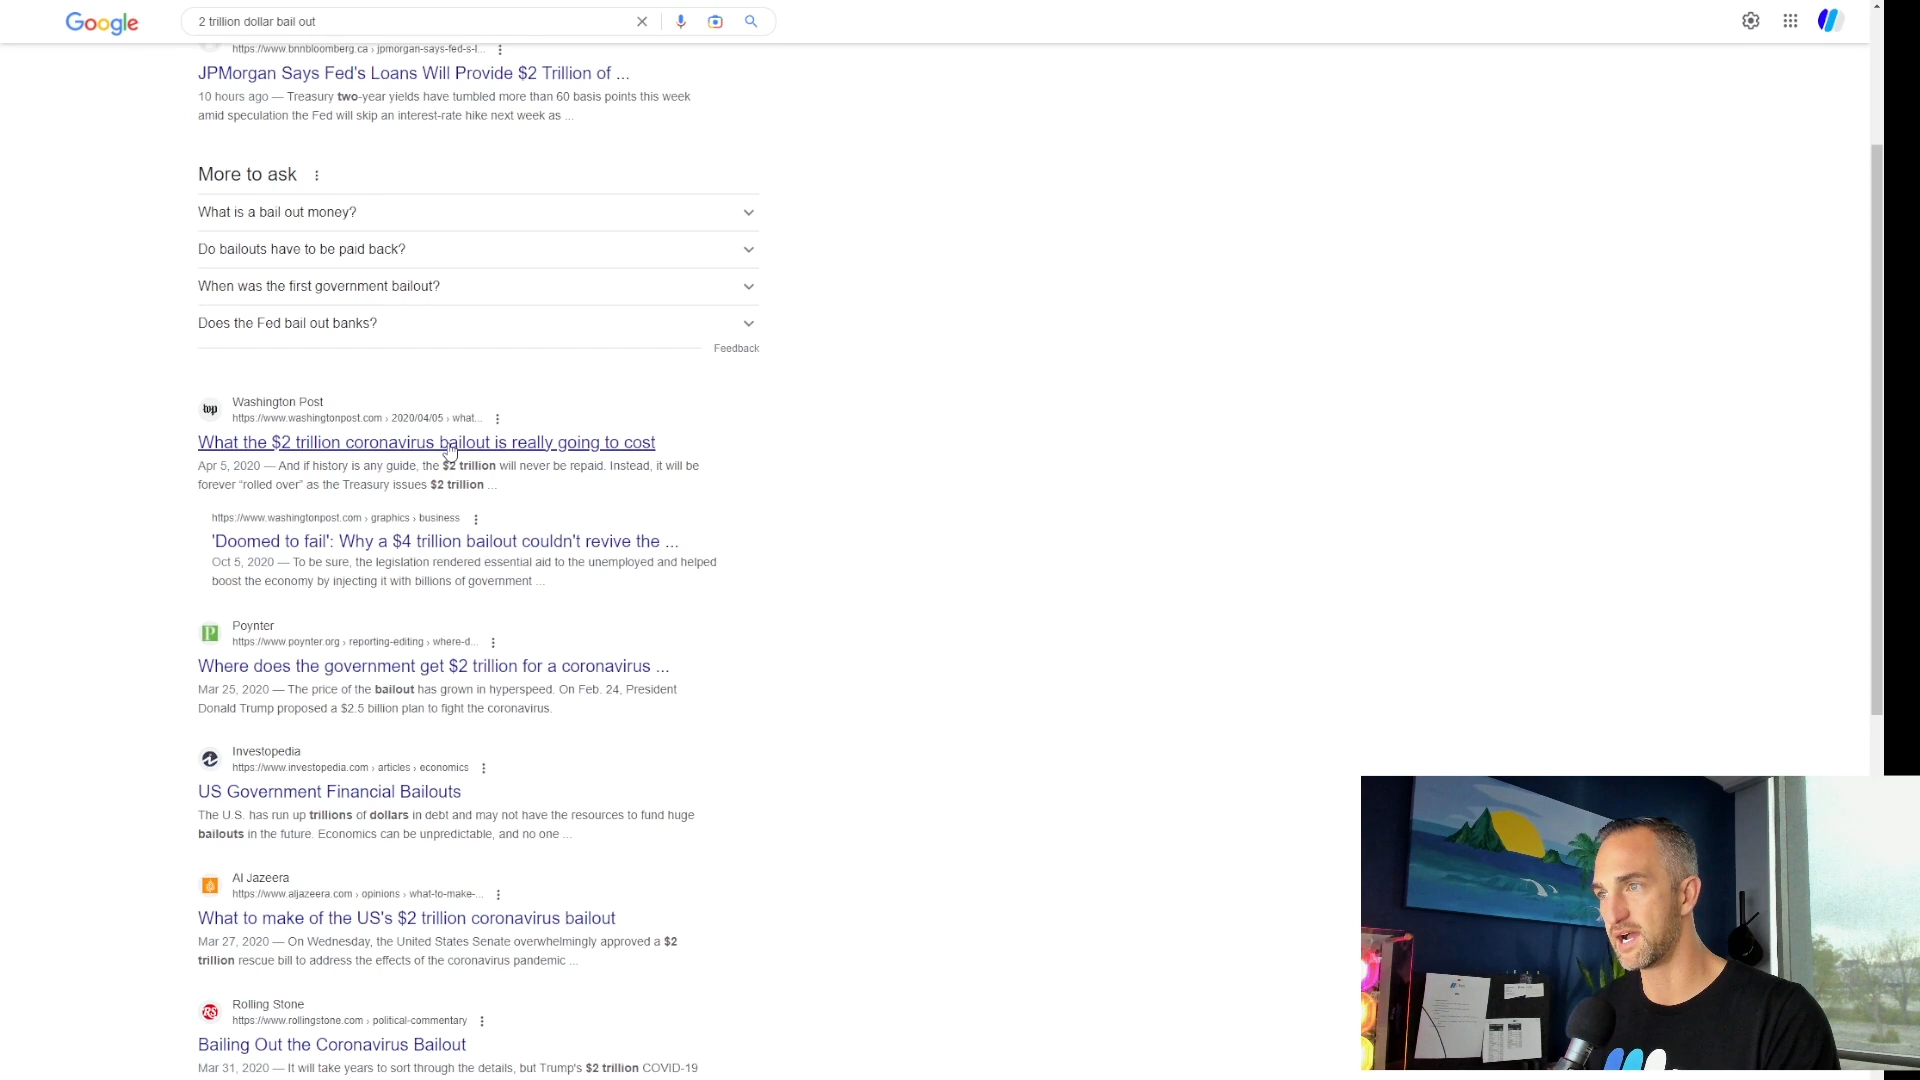 Google
2 trillion dollar bail out
https://www.bnnbloomberg.ca › jpmorgan-says-fed-s-l...
JPMorgan Says Fed's Loans Will Provide $2 Trillion of ...
10 hours ago — Treasury two-year yields have tumbled more than 60 basis points this week
amid speculation the Fed will skip an interest-rate hike next week as ...
More to ask
What is a bail out money?
Do bailouts have to be paid back?
When was the first government bailout?
Does the Fed bail out banks?
Feedback
wp
Washington Post
https://www.washingtonpost.com › 2020/04/05 › what...
What the $2 trillion coronavirus bailout is really going to cost
Apr 5, 2020 — And if history is any guide, the $2 trillion will never be repaid. Instead, it will be
forever “rolled over” as the Treasury issues $2 trillion ...
https://www.washingtonpost.com › graphics › business
'Doomed to fail': Why a $4 trillion bailout couldn't revive the ...
Oct 5, 2020 — To be sure, the legislation rendered essential aid to the unemployed and helped
boost the economy by injecting it with billions of government ...
P
Poynter
https://www.poynter.org › reporting-editing › where-d...
Where does the government get $2 trillion for a coronavirus ...
Mar 25, 2020 — The price of the bailout has grown in hyperspeed. On Feb. 24, President
Donald Trump proposed a $2.5 billion plan to fight the coronavirus.
Investopedia
https://www.investopedia.com › articles › economics
US Government Financial Bailouts
The U.S. has run up trillions of dollars in debt and may not have the resources to fund huge
bailouts in the future. Economics can be unpredictable, and no one ...
Al Jazeera
https://www.aljazeera.com › opinions › what-to-make-...
What to make of the US's $2 trillion coronavirus bailout
Mar 27, 2020 — On Wednesday, the United States Senate overwhelmingly approved a $2
trillion rescue bill to address the effects of the coronavirus pandemic ...
RS
Rolling Stone
https://www.rollingstone.com › political-commentary
Bailing Out the Coronavirus Bailout
Mar 31, 2020 — It will take years to sort through the details, but Trump's $2 trillion COVID-19